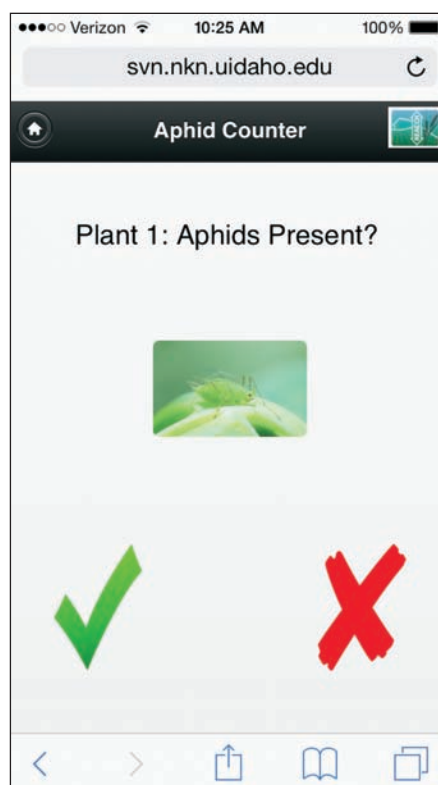 Verizon 10:25 AM 100%
svn.nkn.uidaho.edu
Aphid Counter
Plant 1: Aphids Present?